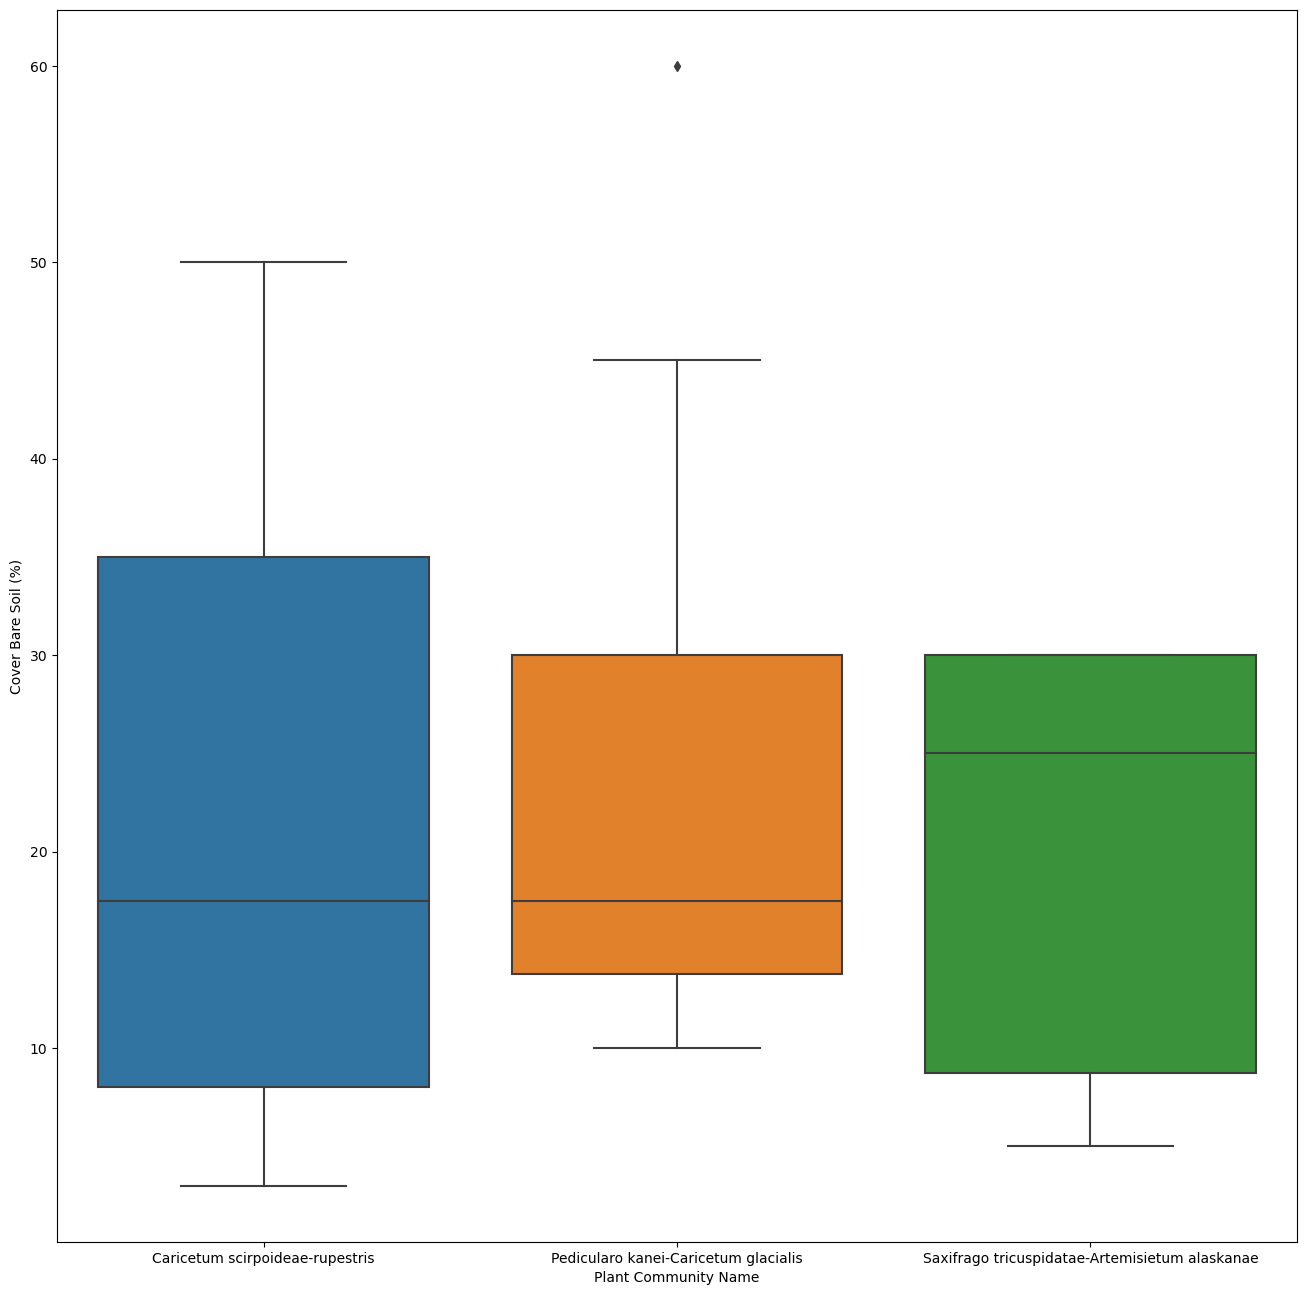 60
50
40
30
20
10
Cover Bare Soil (%)
Caricetum scirpoideae-rupestris
Pedicularo kanei-Caricetum glacialis
Saxifrago tricuspidatae-Artemisietum alaskanae
Plant Community Name